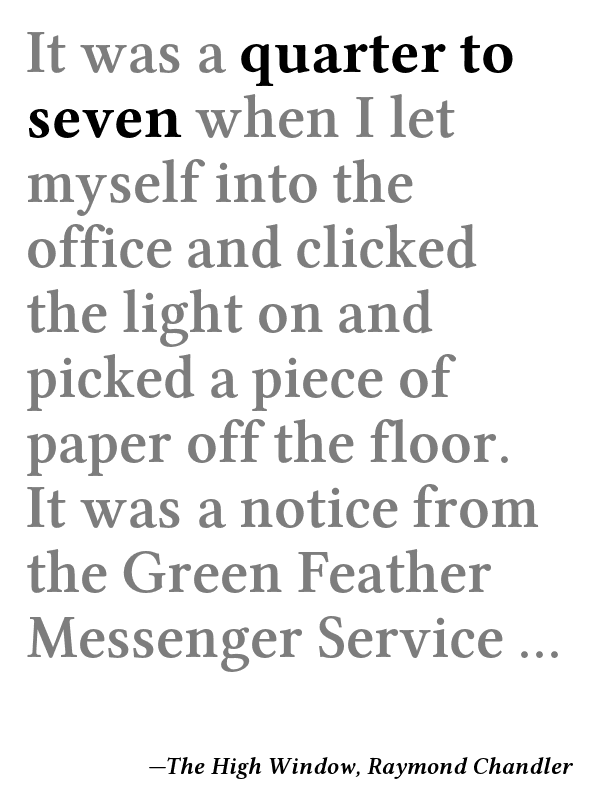 It was a quarter to
seven when I let
myself into the
office and clicked
the light on and
picked a piece of
paper off the floor.
It was a notice from
the Green Feather
Messenger Service ...
—The High Window, Raymond Chandler